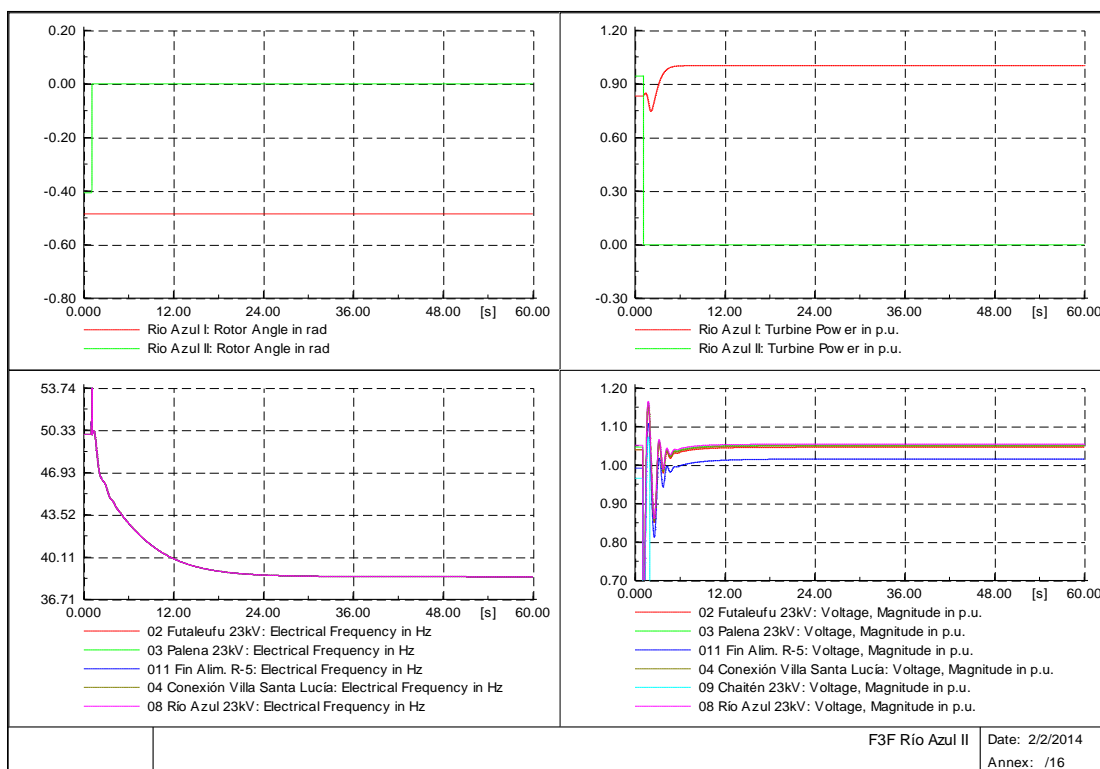 0.20
0.00
-0.20
-0.40
-0.60
-0.80
0.000 12.00 24.00 36.00 48.00 [s] 60.00
Rio Azul I: Rotor Angle in rad
Rio Azul II: Rotor Angle in rad
1.20
0.90
0.60
0.30
0.00
-0.30
0.000 12.00 24.00 36.00 48.00 [s] 60.00
Rio Azul I: Turbine Power in p.u.
Rio Azul II: Turbine Power in p.u.
53.74
50.33
46.93
43.52
40.11
36.71
0.000 12.00 24.00 36.00 48.00 [s] 60.00
02 Futaleufu 23kV: Electrical Frequency in Hz
03 Palena 23kV: Electrical Frequency in Hz
011 Fin Alim. R-5: Electrical Frequency in Hz
04 Conexión Villa Santa Lucía: Electrical Frequency in Hz
08 Río Azul 23kV: Electrical Frequency in Hz
1.20
1.10
1.00
0.90
0.80
0.70
0.000 12.00 24.00 36.00 48.00 [s] 60.00
02 Futaleufu 23kV: Voltage, Magnitude in p.u.
03 Palena 23kV: Voltage, Magnitude in p.u.
011 Fin Alim. R-5: Voltage, Magnitude in p.u.
04 Conexión Villa Santa Lucía: Voltage, Magnitude in p.u.
09 Chaitén 23kV: Voltage, Magnitude in p.u.
08 Río Azul 23kV: Voltage, Magnitude in p.u.
F3F Río Azul II
Date: 2/2/2014
Annex: /16